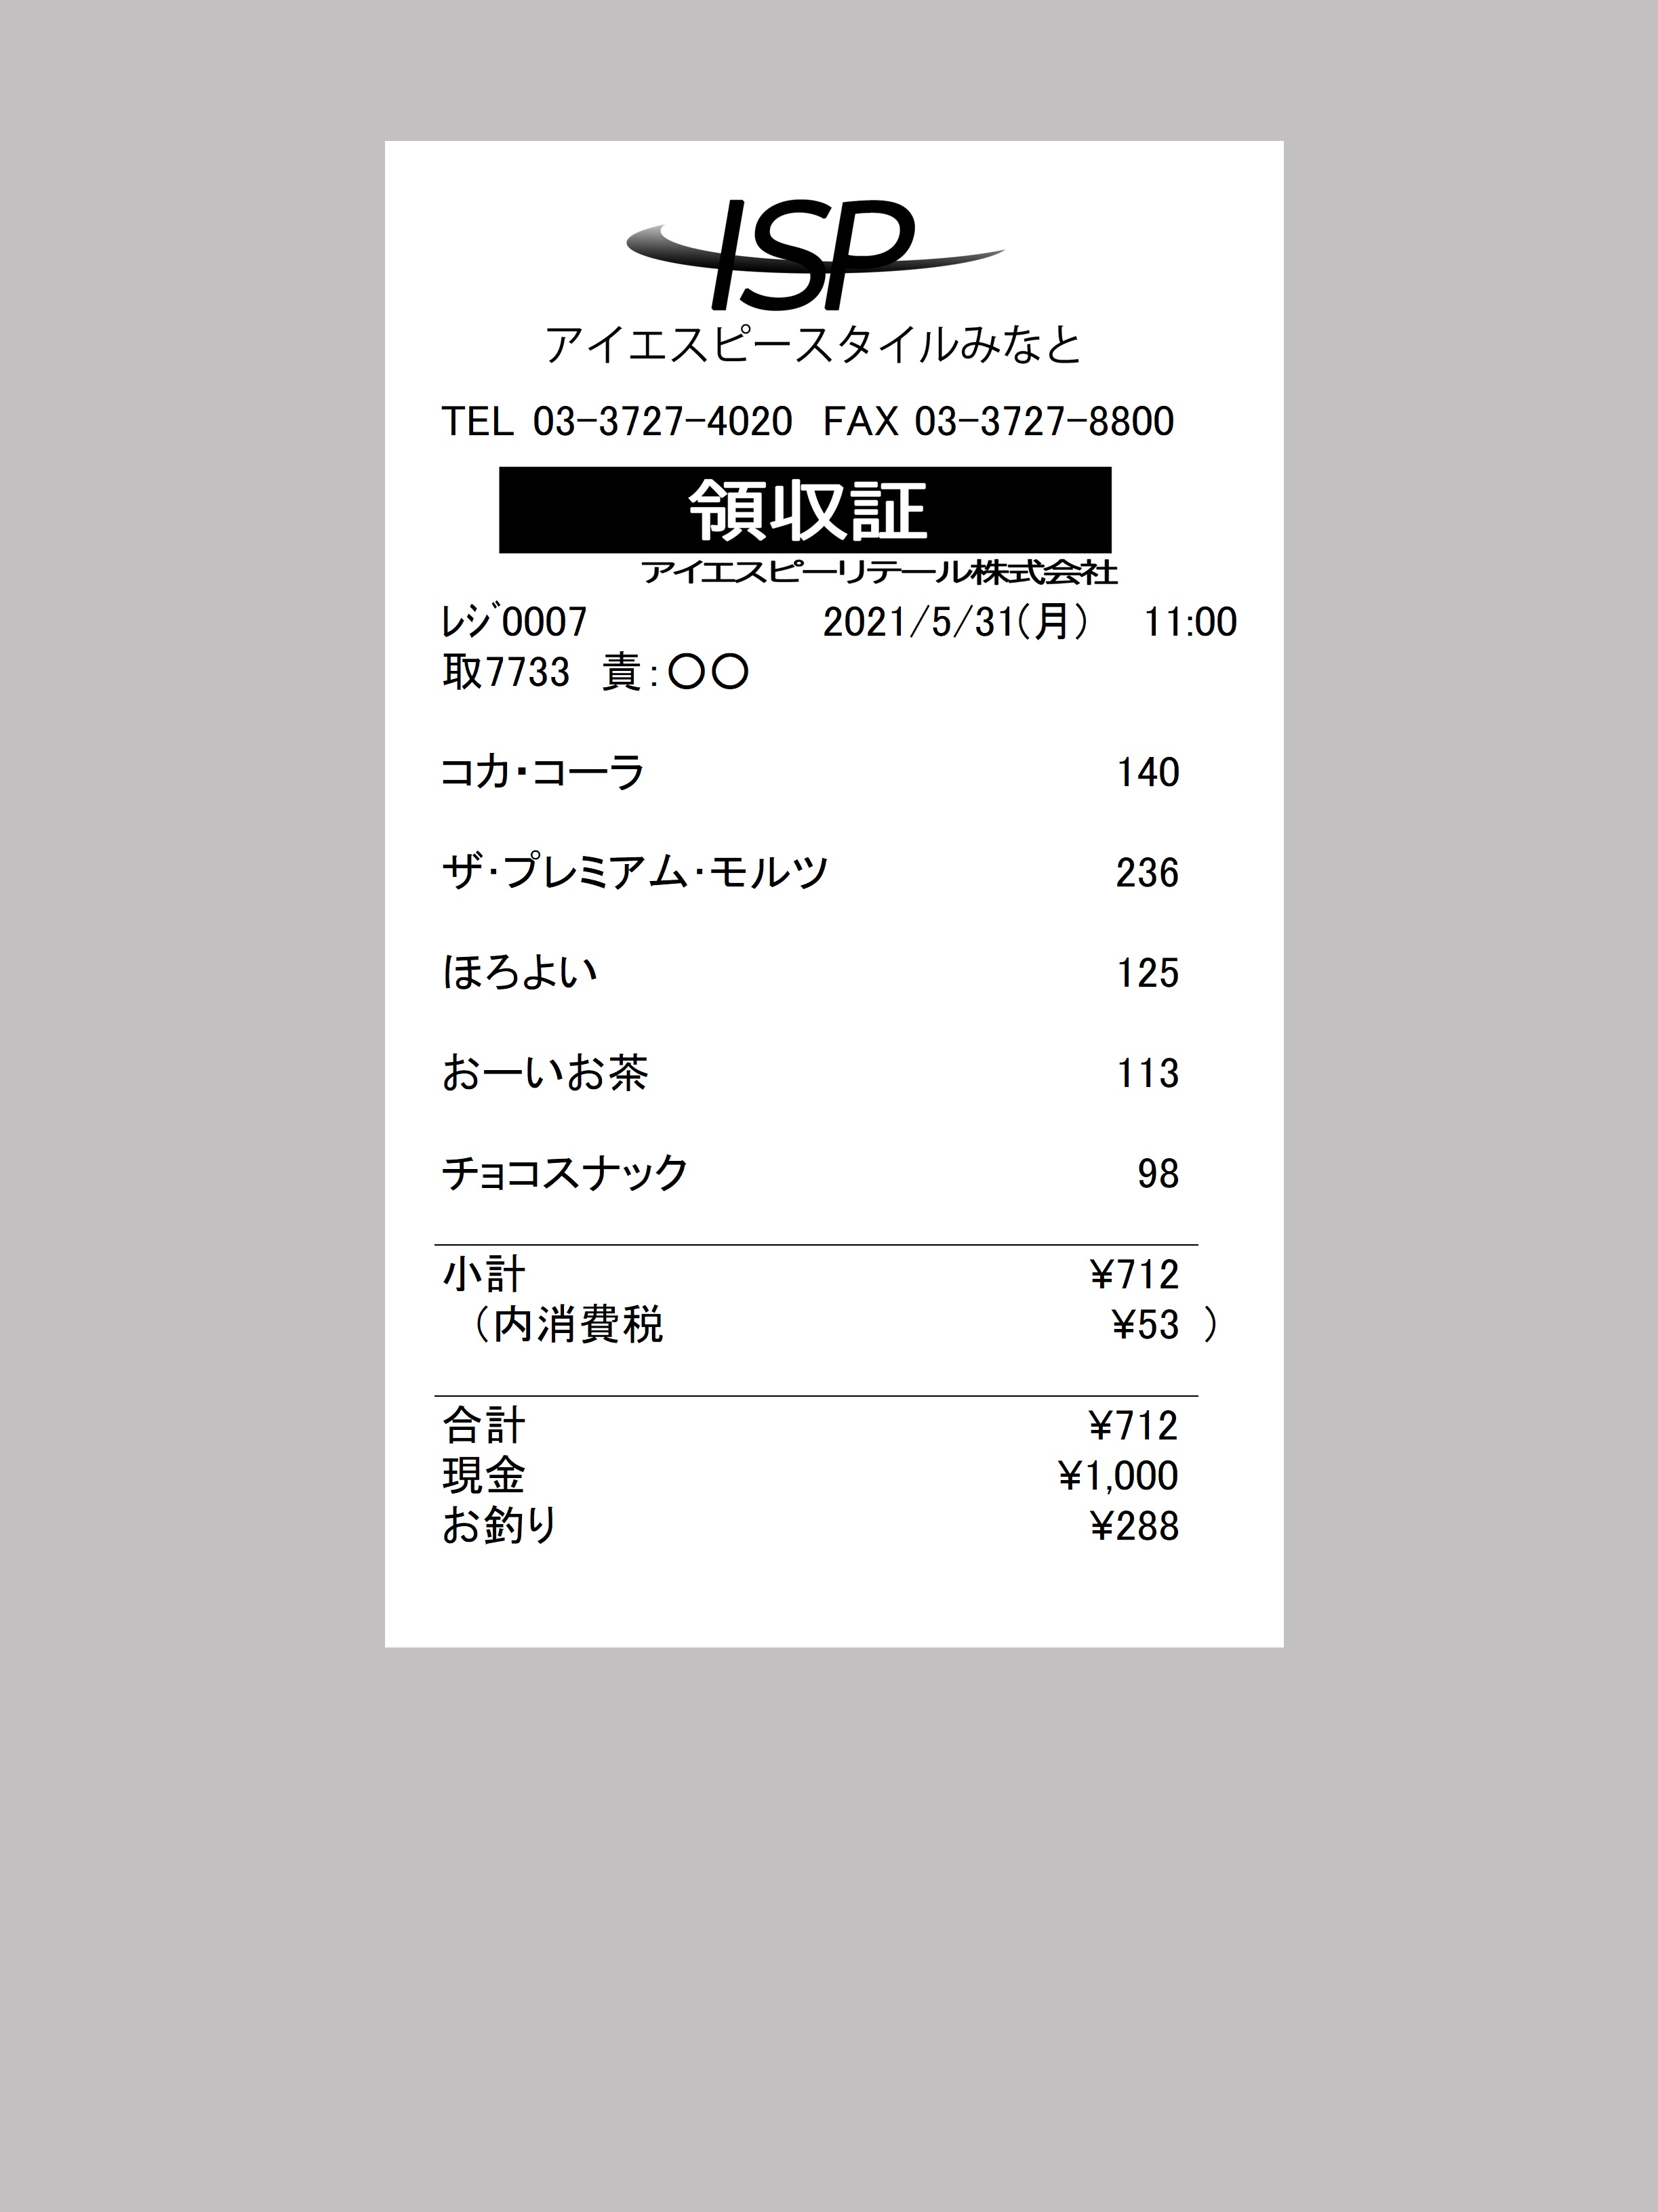 ISP
アイエスピースタイルみなと
TEL 03-3727-4020 FAX 03-3727-8800
領収証
アイエスピーリテール株式会社
ﾚｼﾞ0007 2021/5/31(月) 11:00
取7733 責:〇〇
コカ・コーラ 140
ザ・プレミアム・モルツ 236
ほろよい 125
おーいお茶 113
チョコスナック 98
小計 ¥712
(内消費税 ¥53 )
合計 ¥712
現金 ¥1,000
お釣り ¥288